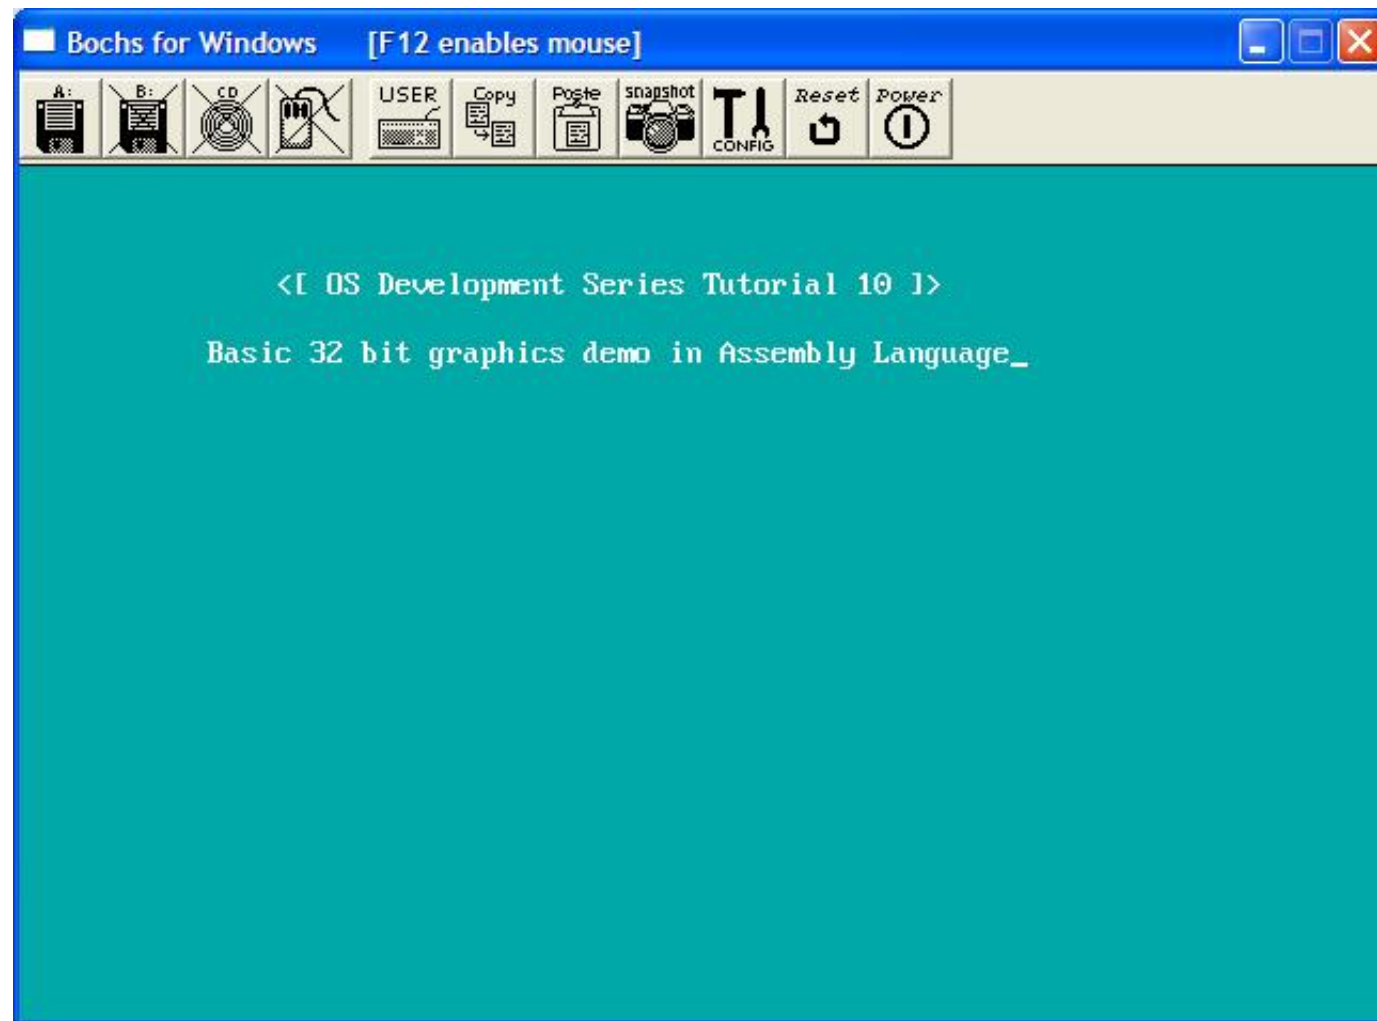 Bochs for Windows [F12 enables mouse]
A: B: CD USER Copy Paste snapshot CONFIG Reset Power
<[ OS Development Series Tutorial 10 ]>
Basic 32 bit graphics demo in Assembly Language_